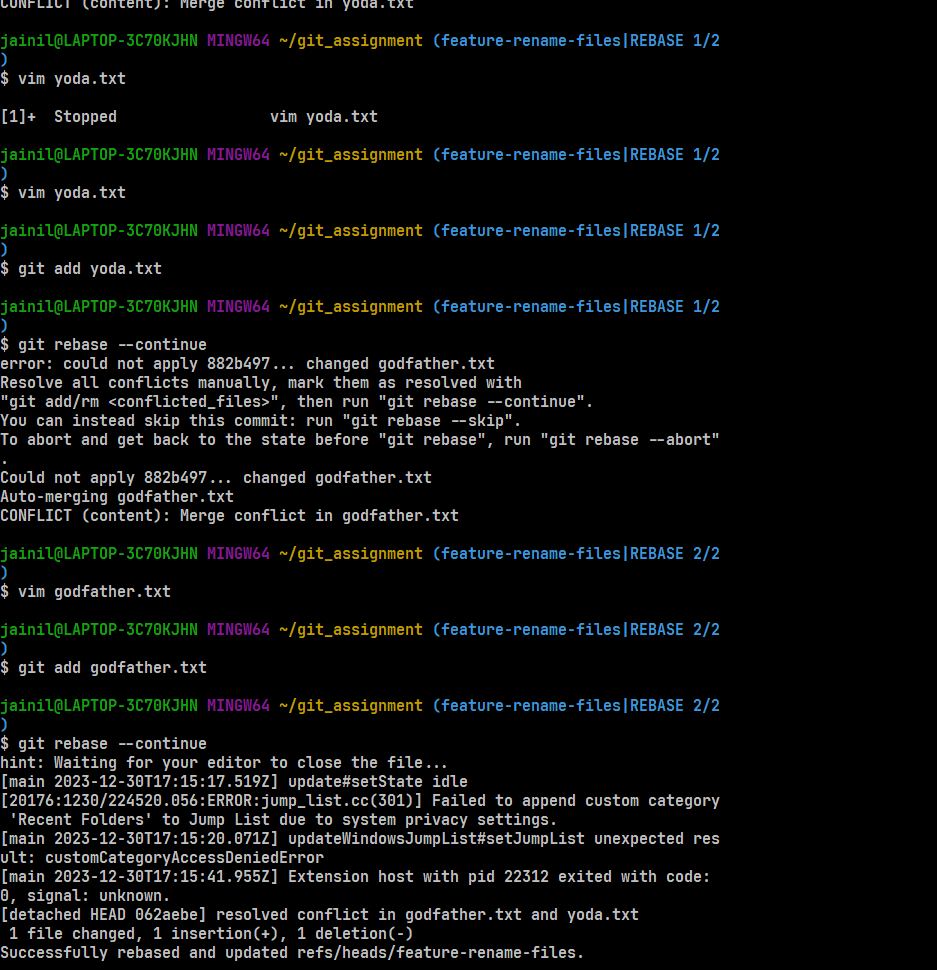 CONFLICT (content): Merge conflict in yoda.txt
jainil@LAPTOP-3C70KJHN MINGW64 ~/git_assignment (feature-rename-files|REBASE 1/2
)
$ vim yoda.txt
[1]+  Stopped                 vim yoda.txt
jainil@LAPTOP-3C70KJHN MINGW64 ~/git_assignment (feature-rename-files|REBASE 1/2
)
$ vim yoda.txt
jainil@LAPTOP-3C70KJHN MINGW64 ~/git_assignment (feature-rename-files|REBASE 1/2
)
$ git add yoda.txt
jainil@LAPTOP-3C70KJHN MINGW64 ~/git_assignment (feature-rename-files|REBASE 1/2
)
$ git rebase --continue
error: could not apply 882b497... changed godfather.txt
Resolve all conflicts manually, mark them as resolved with
"git add/rm <conflicted_files>", then run "git rebase --continue".
You can instead skip this commit: run "git rebase --skip".
To abort and get back to the state before "git rebase", run "git rebase --abort"
.
Could not apply 882b497... changed godfather.txt
Auto-merging godfather.txt
CONFLICT (content): Merge conflict in godfather.txt
jainil@LAPTOP-3C70KJHN MINGW64 ~/git_assignment (feature-rename-files|REBASE 2/2
)
$ vim godfather.txt
jainil@LAPTOP-3C70KJHN MINGW64 ~/git_assignment (feature-rename-files|REBASE 2/2
)
$ git add godfather.txt
jainil@LAPTOP-3C70KJHN MINGW64 ~/git_assignment (feature-rename-files|REBASE 2/2
)
$ git rebase --continue
hint: Waiting for your editor to close the file...
[main 2023-12-30T17:15:17.519Z] update#setState idle
[20176:1230/224520.056:ERROR:jump_list.cc(301)] Failed to append custom category
 'Recent Folders' to Jump List due to system privacy settings.
[main 2023-12-30T17:15:20.071Z] updateWindowsJumpList#setJumpList unexpected res
ult: customCategoryAccessDeniedError
[main 2023-12-30T17:15:41.955Z] Extension host with pid 22312 exited with code:
0, signal: unknown.
[detached HEAD 062aebe] resolved conflict in godfather.txt and yoda.txt
 1 file changed, 1 insertion(+), 1 deletion(-)
Successfully rebased and updated refs/heads/feature-rename-files.